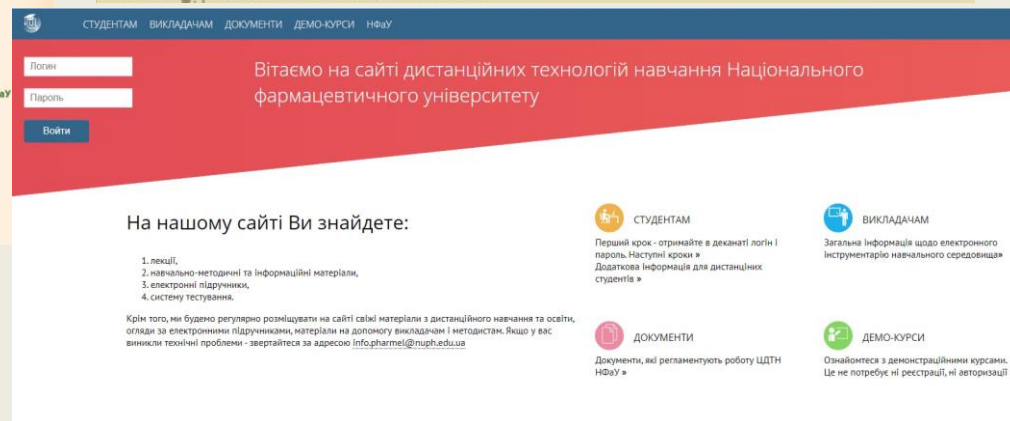 СТУДЕНТАМ ВИКЛАДАЧАМ ДОКУМЕНТИ ДЕМО-КУРСИ НФаУ
Логин
Пароль
Войти
Вітаємо на сайті дистанційних технологій навчання Національного
фармацевтичного університету
На нашому сайті Ви знайдете:
1. лекції,
2. навчально-методичні та інформаційні матеріали,
3. електронні підручники,
4. систему тестування.
Крім того, ми будемо регулярно розміщувати на сайті свіжі матеріали з дистанційного навчання та освіти,
огляди за електронними підручниками, матеріали на допомогу викладачам і методистам. Якщо у вас
виникли технічні проблеми - звертайтеся за адресою info.pharmel@nuph.edu.ua
СТУДЕНТАМ
Перший крок - отримайте в деканаті логін і
пароль. Наступні кроки »
Додаткова інформація для дистанційних
студентів »
ВИКЛАДАЧАМ
Загальна інформація щодо електронного
інструментарію навчального середовища»
ДОКУМЕНТИ
Документи, які регламентують роботу ЦДТН
НФаУ »
ДЕМО-КУРСИ
Ознайомтеся з демонстраційними курсами.
Це не потребує ні реєстрації, ні авторизації